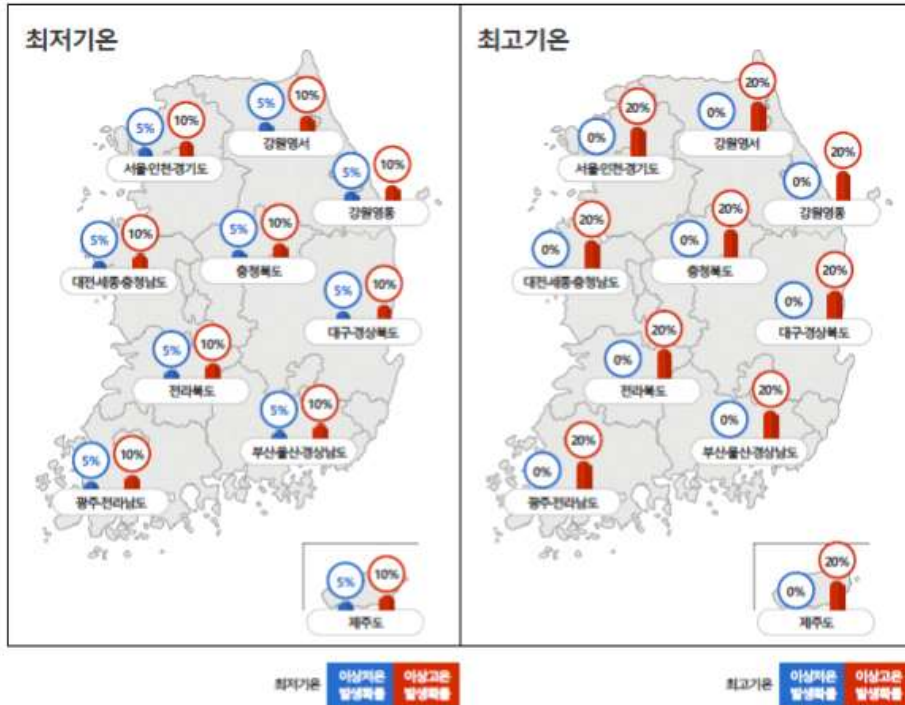 최저기온
5% 10%
서울·인천·경기도
5% 10%
강원영서
5% 10%
강원영동
5% 10%
대전·세종·충청남도
5% 10%
충청북도
5% 10%
대구·경상북도
5% 10%
전라북도
5% 10%
부산·울산·경상남도
5% 10%
광주·전라남도
5% 10%
제주도
최저기온
이상저온
발생확률
이상고온
발생확률
최고기온
0% 20%
서울·인천·경기도
0% 20%
강원영서
0% 20%
강원영동
0% 20%
대전·세종·충청남도
0% 20%
충청북도
0% 20%
대구·경상북도
0% 20%
전라북도
0% 20%
부산·울산·경상남도
0% 20%
광주·전라남도
0% 20%
제주도
최고기온
이상저온
발생확률
이상고온
발생확률